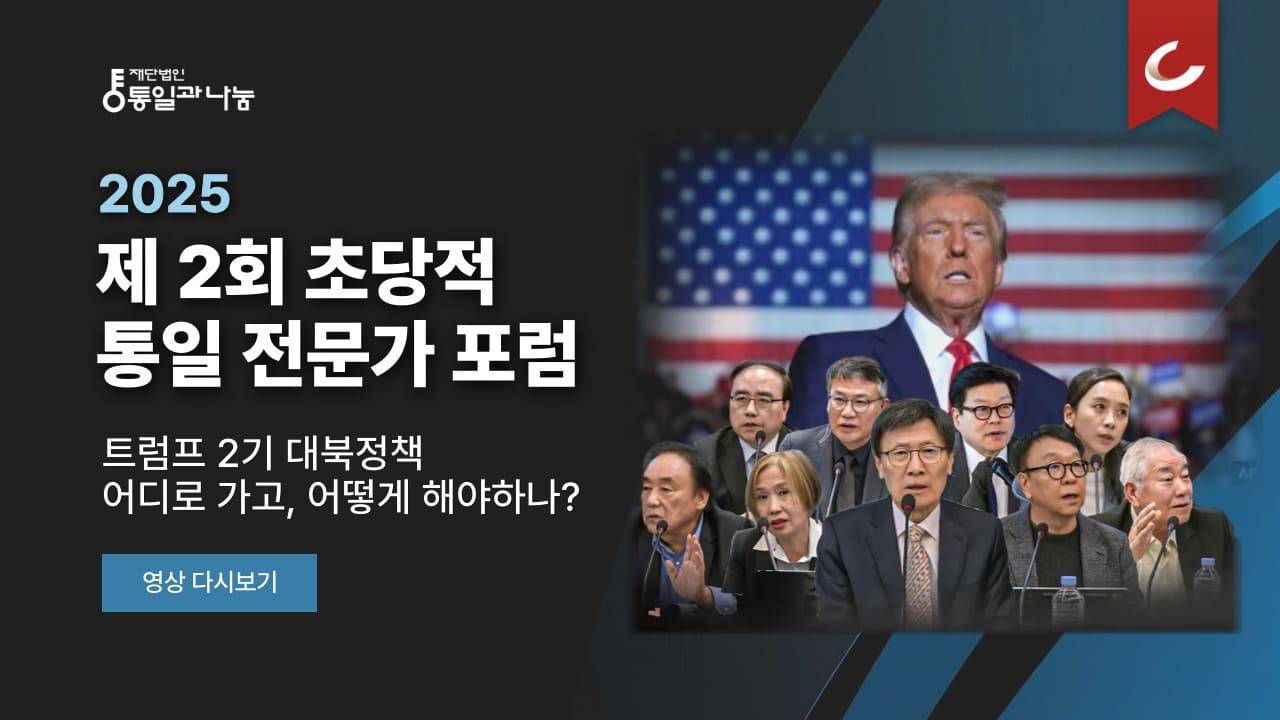 재단법인
통일과 나눔
2025
제 2회 초당적
통일 전문가 포럼
트럼프 2기 대북정책
어디로 가고, 어떻게 해야하나?
영상 다시보기
AP